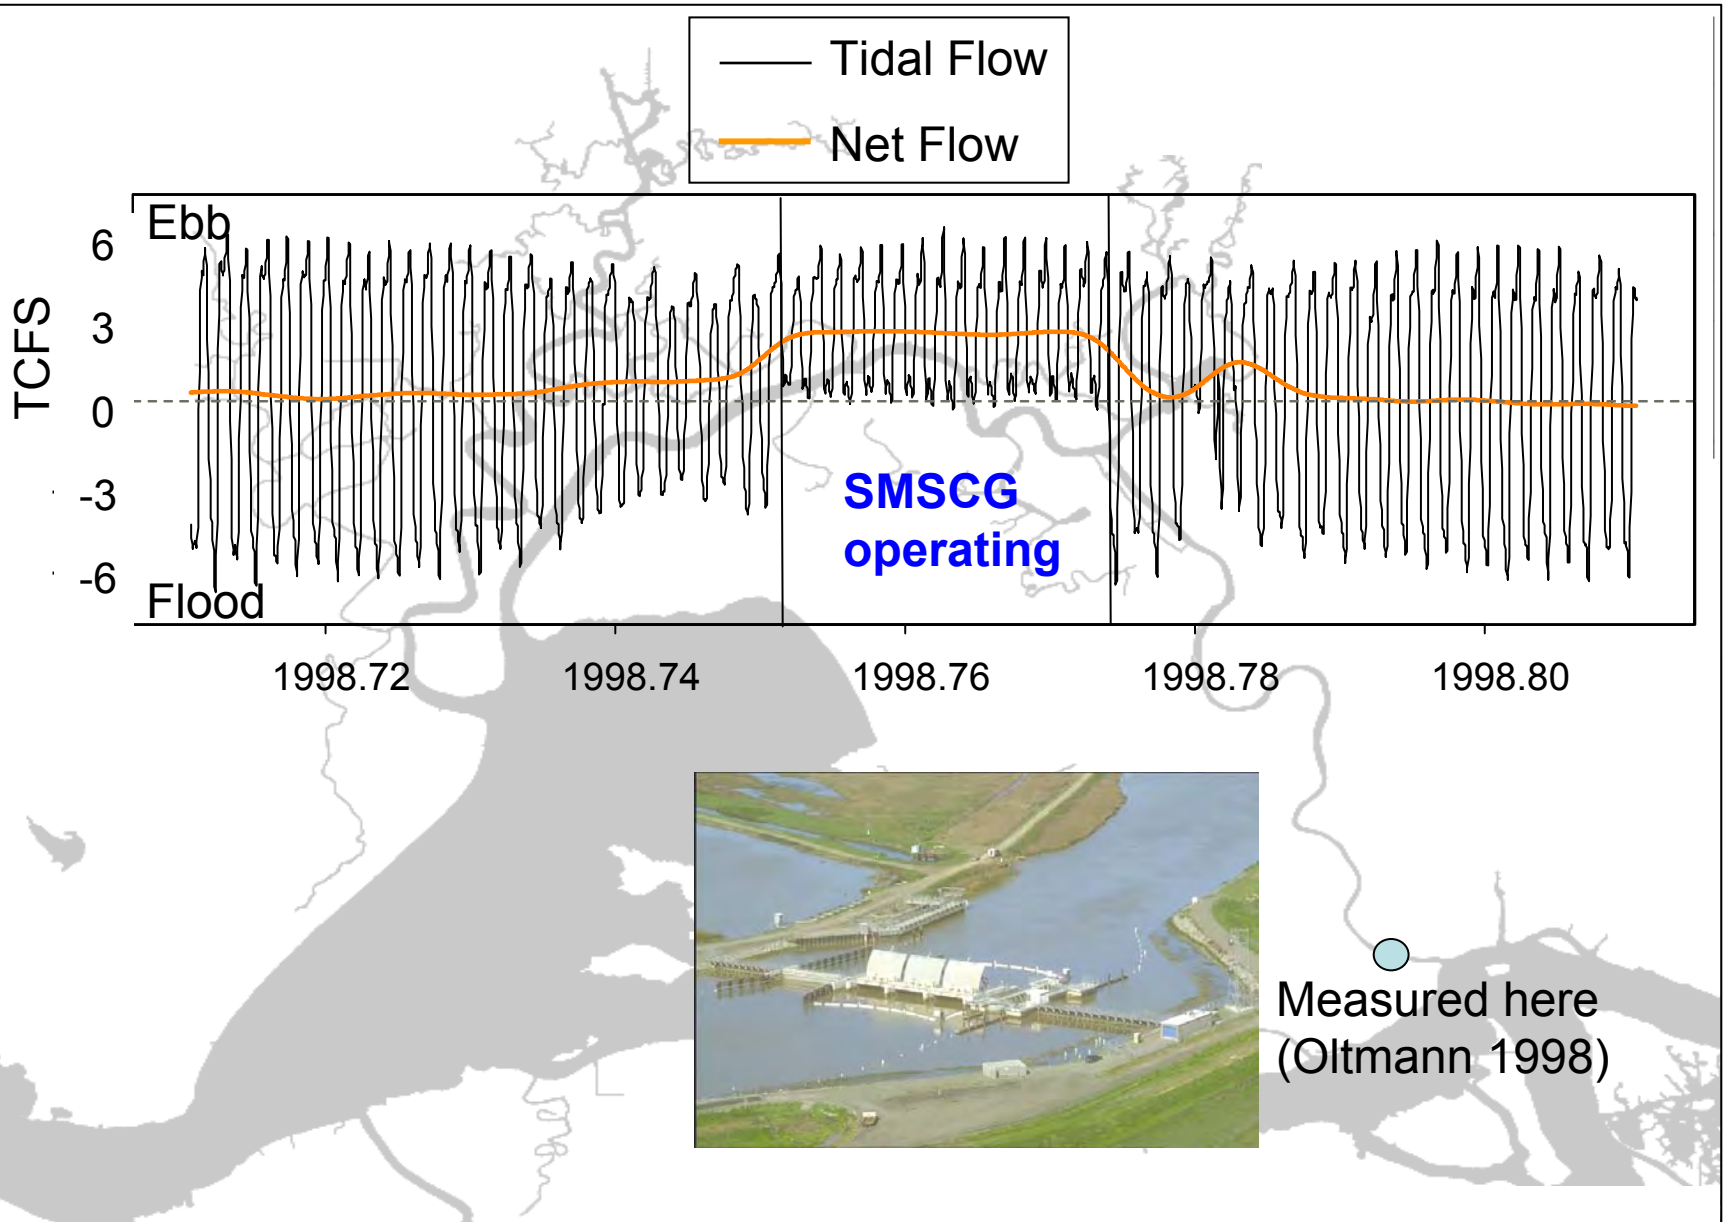 Tidal Flow
Net Flow
Ebb
6
3
0
-3
-6
TCFS
Flood
SMSCG
operating
1998.72
1998.74
1998.76
1998.78
1998.80
Measured here
(Oltmann 1998)